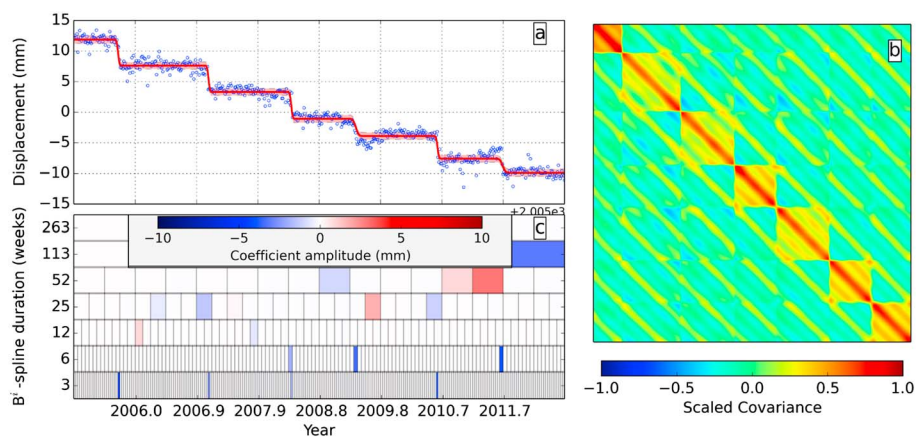 15
10
5
0
−5
−10
−15
Displacement (mm)
a
+2.005e3
263
113
52
25
12
6
3
B^i -spline duration (weeks)
c
−10 −5 0 5 10
Coefficient amplitude (mm)
2006.0 2006.9 2007.9 2008.8 2009.8 2010.7 2011.7
Year
b
−1.0 −0.5 0.0 0.5 1.0
Scaled Covariance